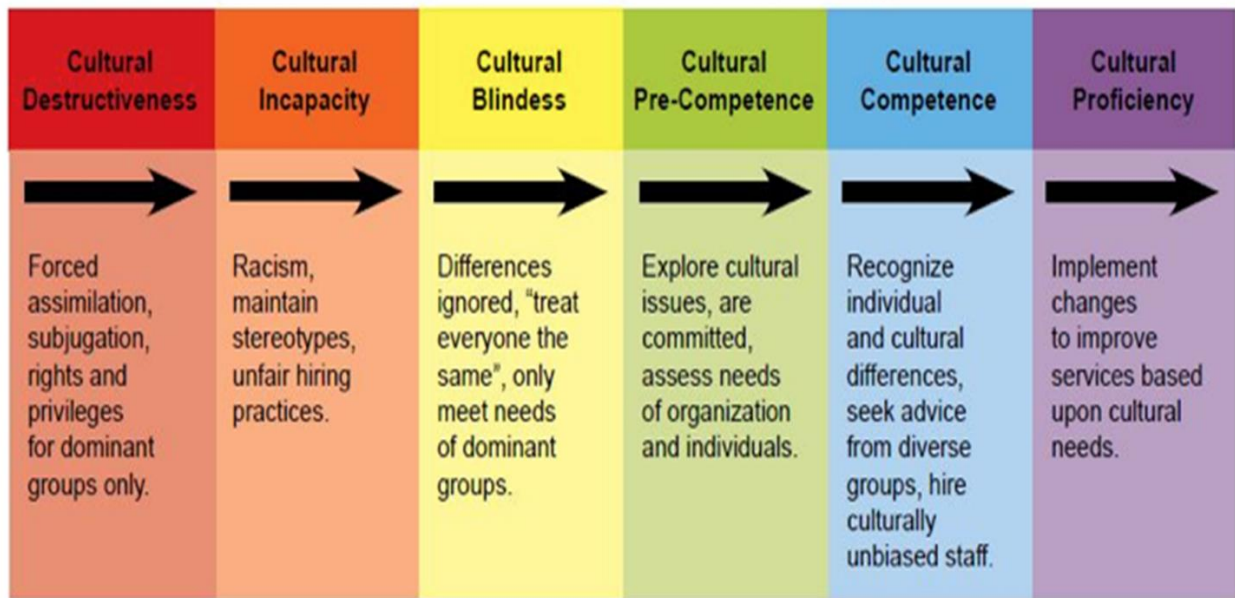 Cultural
Destructiveness
Cultural
Incapacity
Cultural
Blindess
Cultural
Pre-Competence
Cultural
Competence
Cultural
Proficiency
Forced
assimilation,
subjugation,
rights and
privileges
for dominant
groups only.
Racism,
maintain
stereotypes,
unfair hiring
practices.
Differences
ignored, “treat
everyone the
same”, only
meet needs
of dominant
groups.
Explore cultural
issues, are
committed,
assess needs
of organization
and individuals.
Recognize
individual
and cultural
differences,
seek advice
from diverse
groups, hire
culturally
unbiased staff.
Implement
changes
to improve
services based
upon cultural
needs.